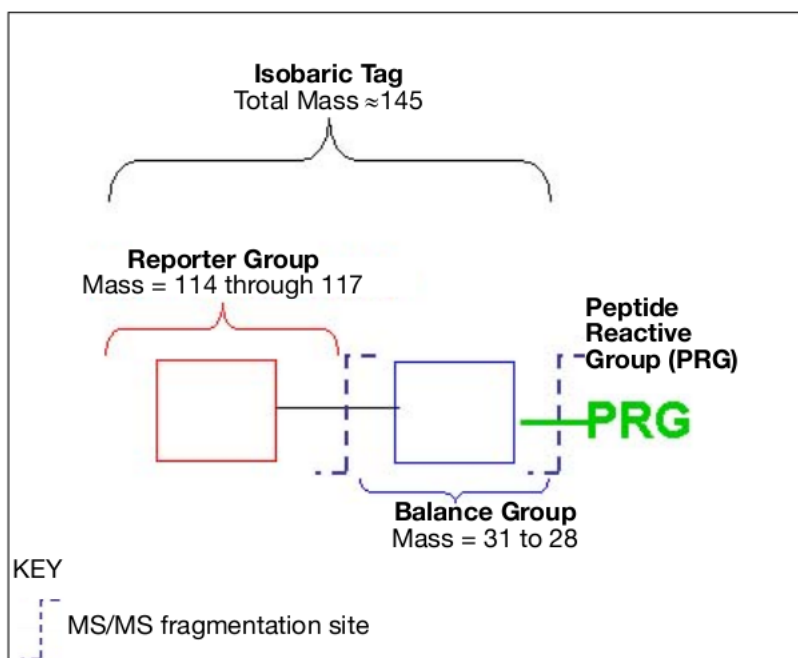 Isobaric Tag
Total Mass ≈145
Reporter Group
Mass = 114 through 117
Peptide
Reactive
Group (PRG)
PRG
Balance Group
Mass = 31 to 28
KEY
MS/MS fragmentation site